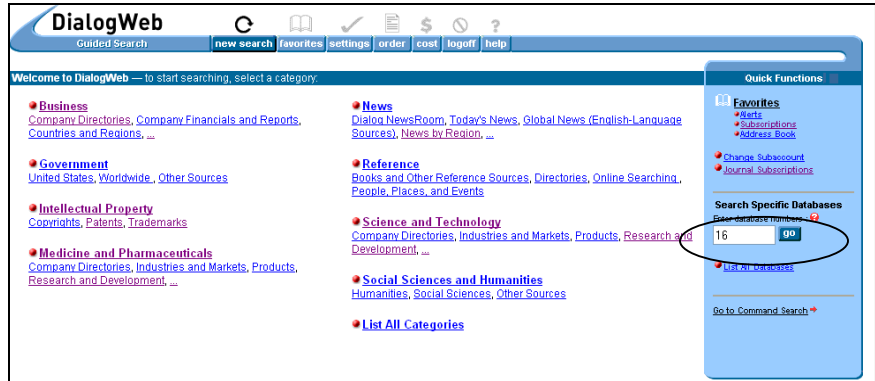 DialogWeb
Guided Search
new search favorites settings order cost logoff help
Welcome to DialogWeb — to start searching, select a category:
Business
Company Directories, Company Financials and Reports,
Countries and Regions, ...
Government
United States, Worldwide , Other Sources
Intellectual Property
Copyrights, Patents, Trademarks
Medicine and Pharmaceuticals
Company Directories, Industries and Markets, Products,
Research and Development, ...
News
Dialog NewsRoom, Today's News, Global News (English-Language
Sources), News by Region, ...
Reference
Books and Other Reference Sources, Directories, Online Searching ,
People, Places, and Events
Science and Technology
Company Directories, Industries and Markets, Products, Research and
Development, ...
Social Sciences and Humanities
Humanities, Social Sciences, Other Sources
List All Categories
Quick Functions
Favorites
Alerts
Subscriptions
Address Book
Change Subaccount
Journal Subscriptions
Search Specific Databases
Enter database numbers :
16 go
List All Databases
Go to Command Search